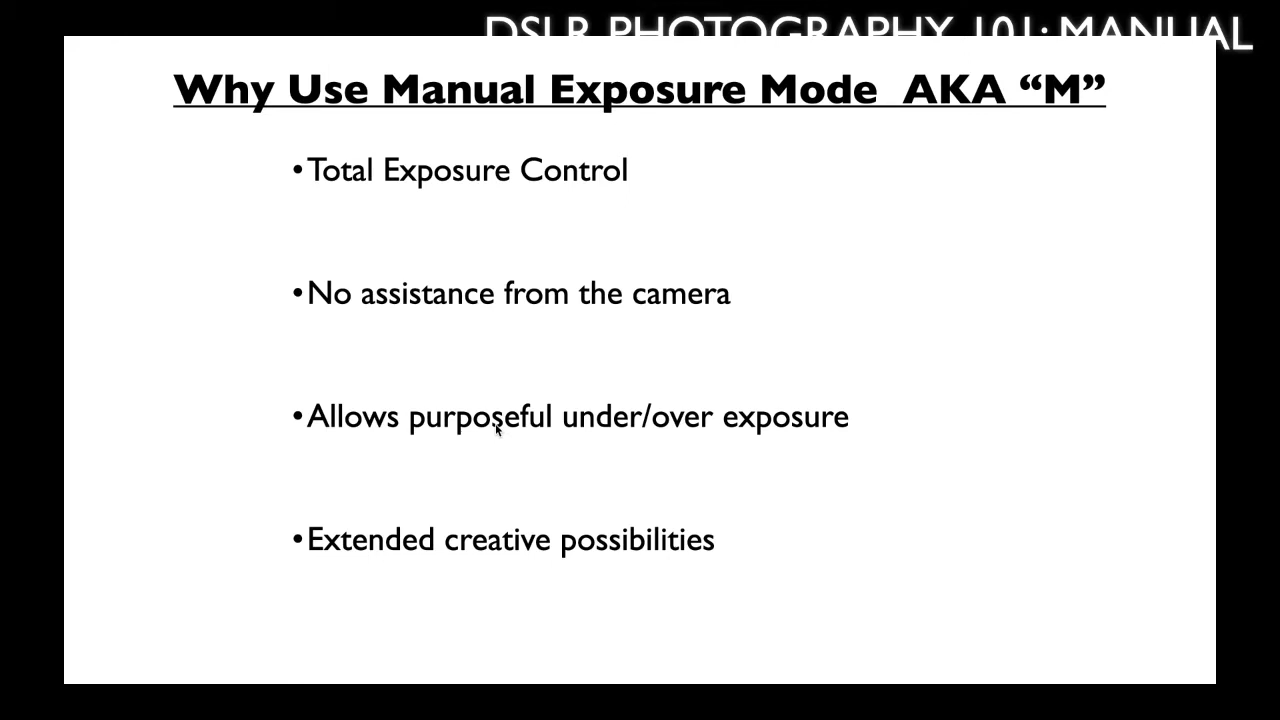 DSLR PHOTOGRAPHY 101: MANUAL
Why Use Manual Exposure Mode AKA “M”
•Total Exposure Control
•No assistance from the camera
•Allows purposeful under/over exposure
•Extended creative possibilities